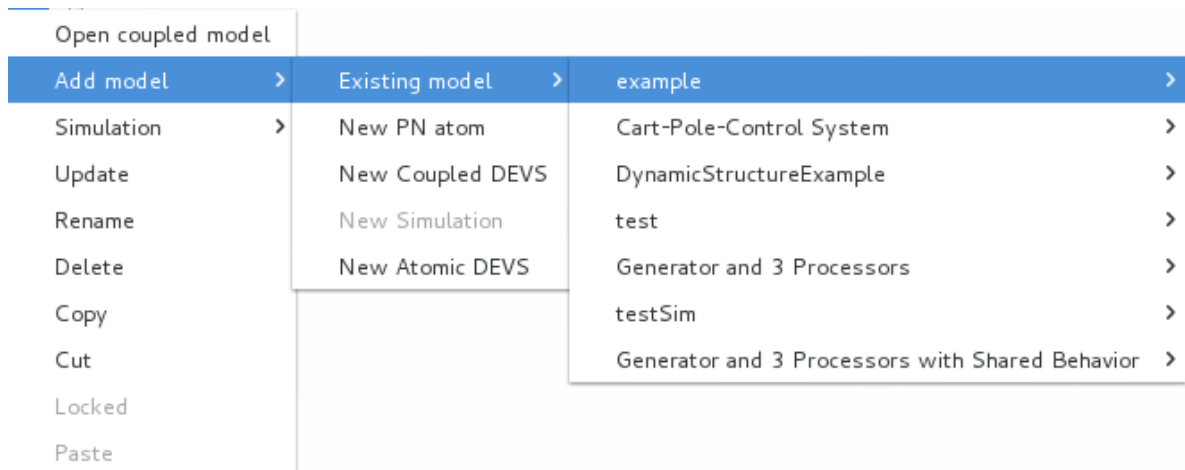 Open coupled model
Add model
Simulation
Update
Rename
Delete
Copy
Cut
Locked
Paste
Existing model
New PN atom
New Coupled DEVS
New Simulation
New Atomic DEVS
example
Cart-Pole-Control System
DynamicStructureExample
test
Generator and 3 Processors
testSim
Generator and 3 Processors with Shared Behavior